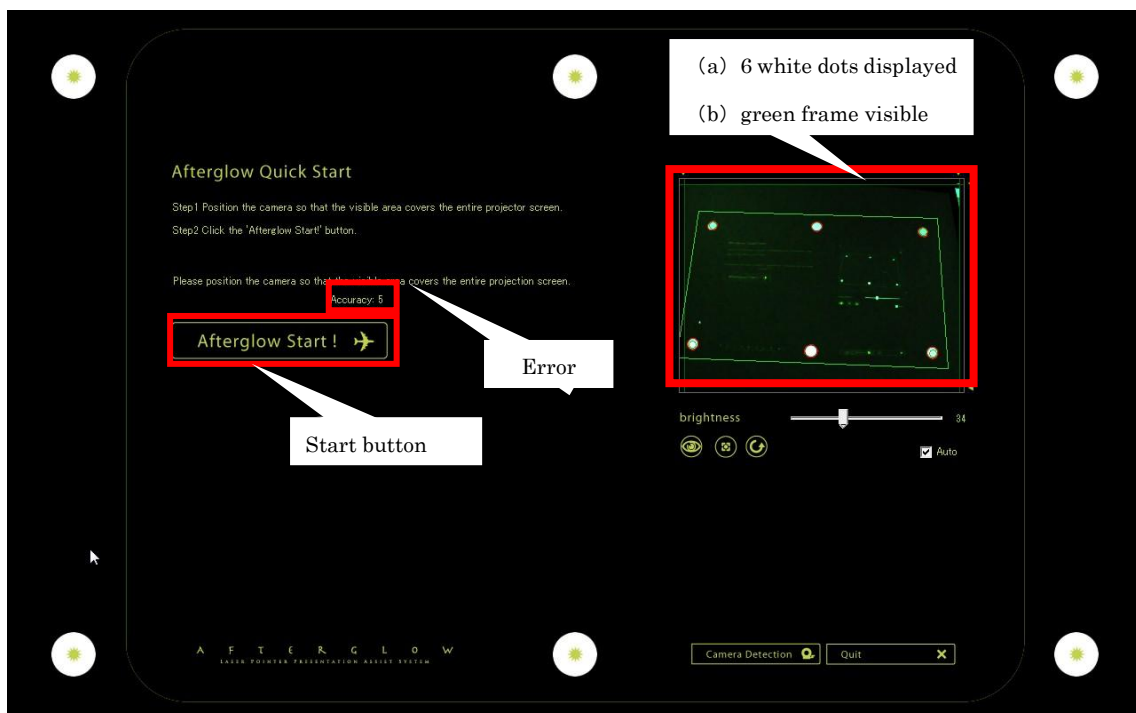 （a）6 white dots displayed
（b）green frame visible
Afterglow Quick Start
Step1 Position the camera so that the visible area covers the entire projector screen.
Step2 Click the 'Afterglow Start!' button.
Please position the camera so that the visible area covers the entire projection screen.
Accuracy: 5
Afterglow Start !
Error
Start button
brightness
34
Auto
AFTERGLOW
LASER POINTER PRESENTATION ASSIST SYSTEM
Camera Detection
Quit